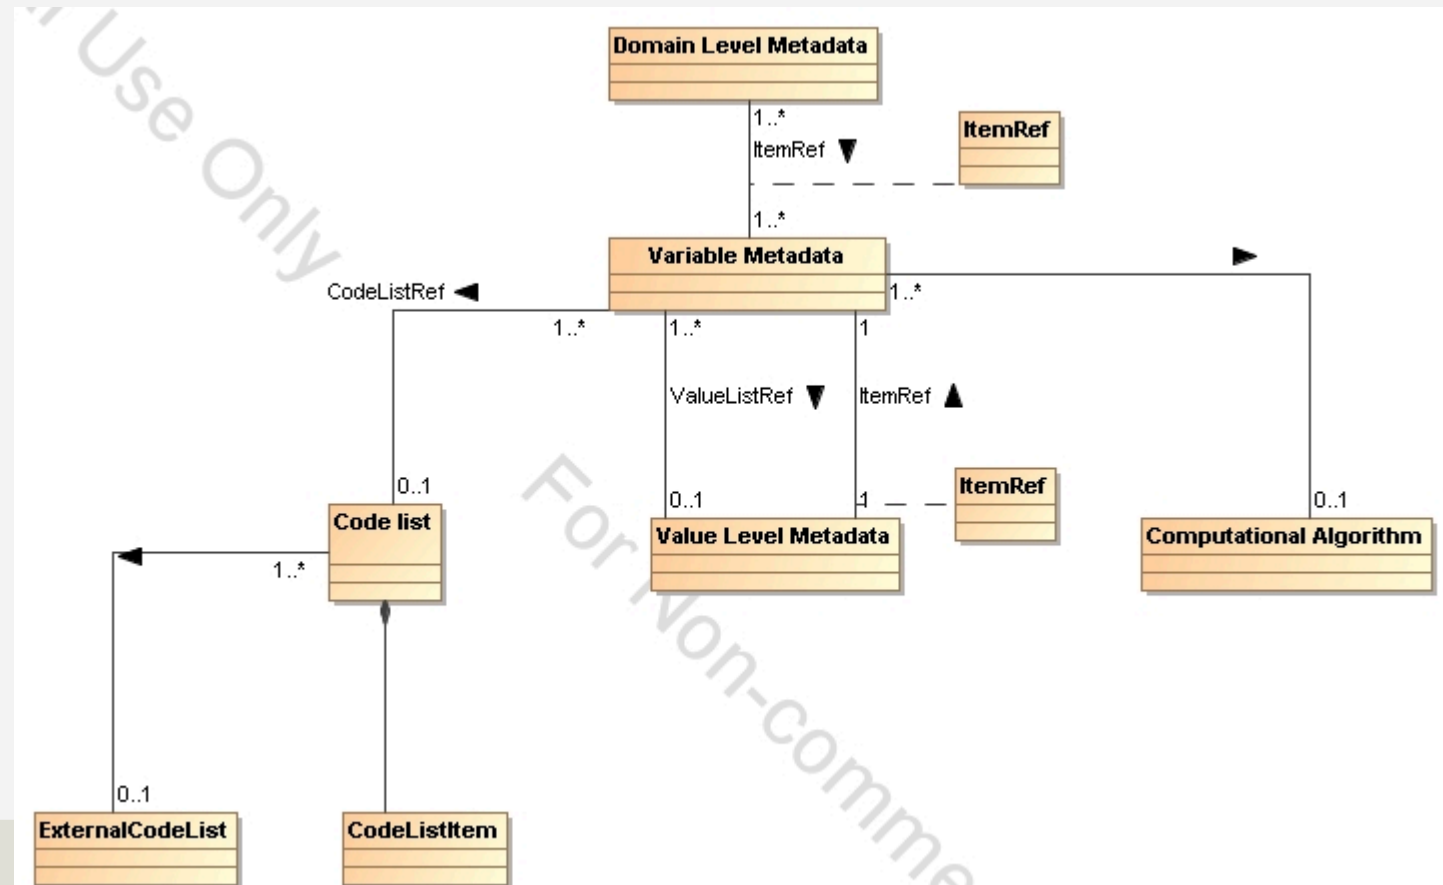 Use Only
Domain Level Metadata
1..*
ItemRef
ItemRef
1..*
Variable Metadata
CodeListRef
1..*
1..*
1..*
1
ValueListRef
ItemRef
0..1
ItemRef
0..1
1
0..1
Code list
Value Level Metadata
Computational Algorithm
1..*
For Non-comme
0..1
ExternalCodeList
CodeListItem